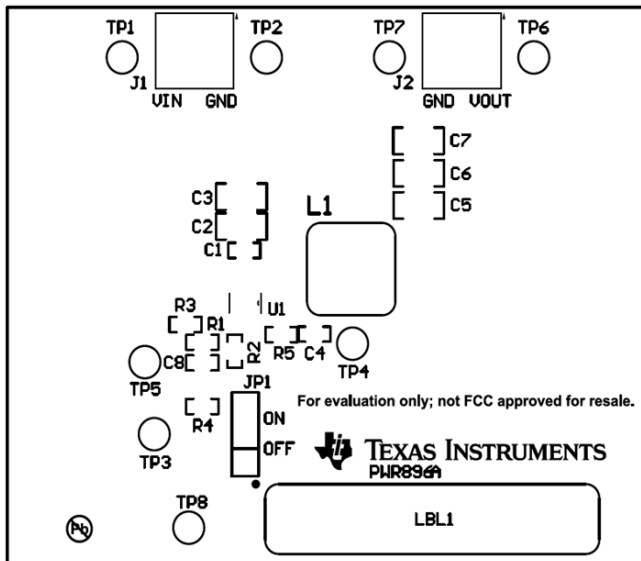 TP1 TP2 TP7 TP6
J1 J2
VIN GND GND VOUT
C7
C6
C3
C5
L1
C2
C1
U1
R3
R1
R2
R5 C4
C8
TP5
TP4
JP1
For evaluation only; not FCC approved for resale.
R4
ON
TP3
OFF
TEXAS INSTRUMENTS
PWR896A
TP8
LBL1
Pb